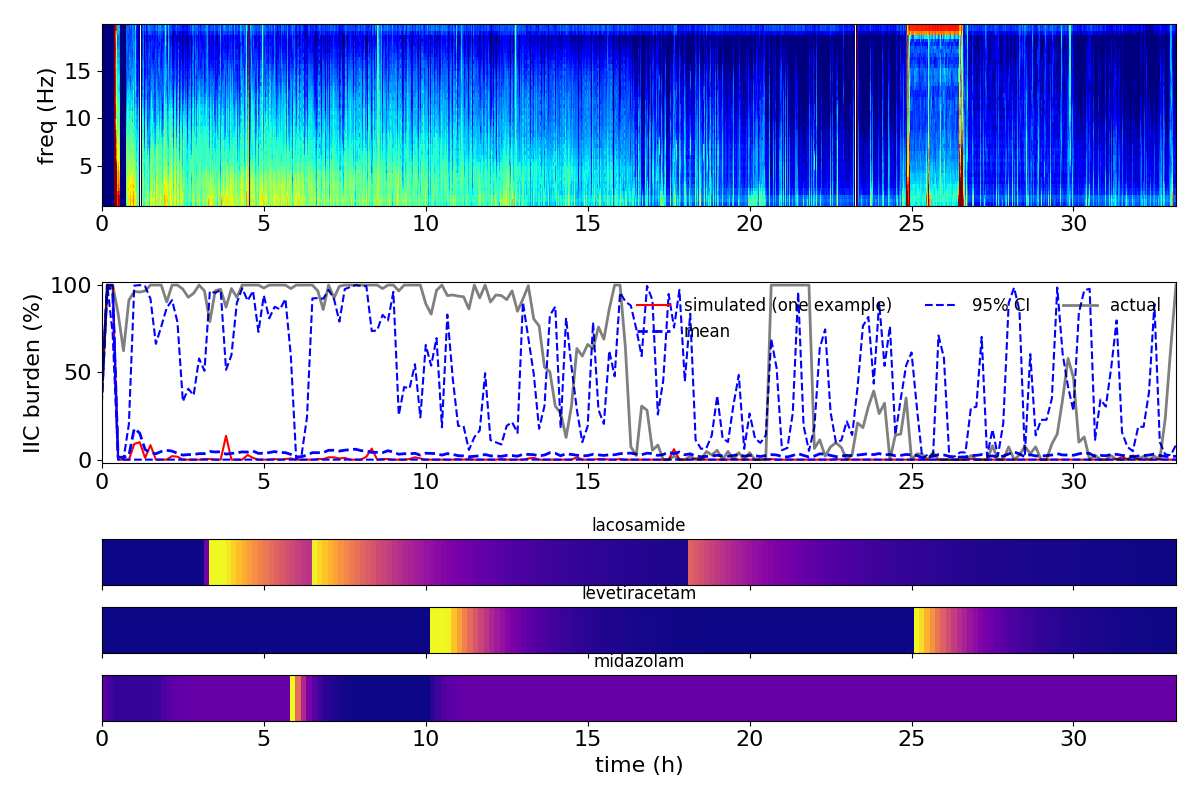 freq (Hz)
15
10
5
0 5 10 15 20 25 30
IIC burden (%)
100
50
0
simulated (one example) 95% CI actual
mean
0 5 10 15 20 25 30
lacosamide
levetiracetam
midazolam
0 5 10 15 20 25 30
time (h)